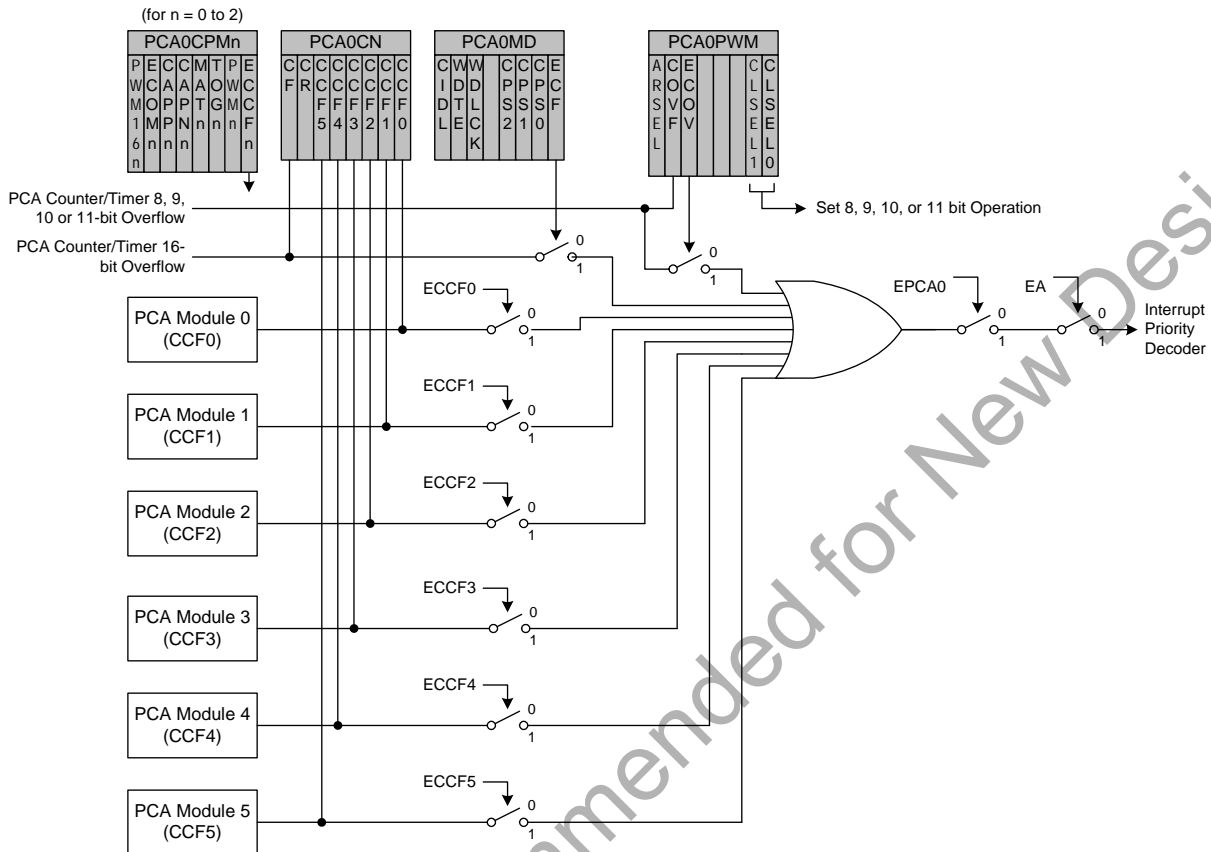 (for n = 0 to 2)
PCA0CPMn
PWM16n
ECOMn
CAPPn
CAPNn
MATn
TOGn
PWMn
ECCFn
PCA0CN
CF
CR
CCF5
CCF4
CCF3
CCF2
CCF1
CCF0
PCA0MD
CIDL
WDTE
WDLCK
CPS2
CPS1
CPS0
ECF
PCA0PWM
ARSEL
COVF
ECOV
CLSEL1
CLSEL0
PCA Counter/Timer 8, 9,
10 or 11-bit Overflow
Set 8, 9, 10, or 11 bit Operation
PCA Counter/Timer 16-
bit Overflow
0
1
0
1
PCA Module 0
(CCF0)
ECCF0
0
1
EPCA0
0
1
EA
0
1
Interrupt
Priority
Decoder
PCA Module 1
(CCF1)
ECCF1
0
1
PCA Module 2
(CCF2)
ECCF2
0
1
PCA Module 3
(CCF3)
ECCF3
0
1
PCA Module 4
(CCF4)
ECCF4
0
1
PCA Module 5
(CCF5)
ECCF5
0
1
for New